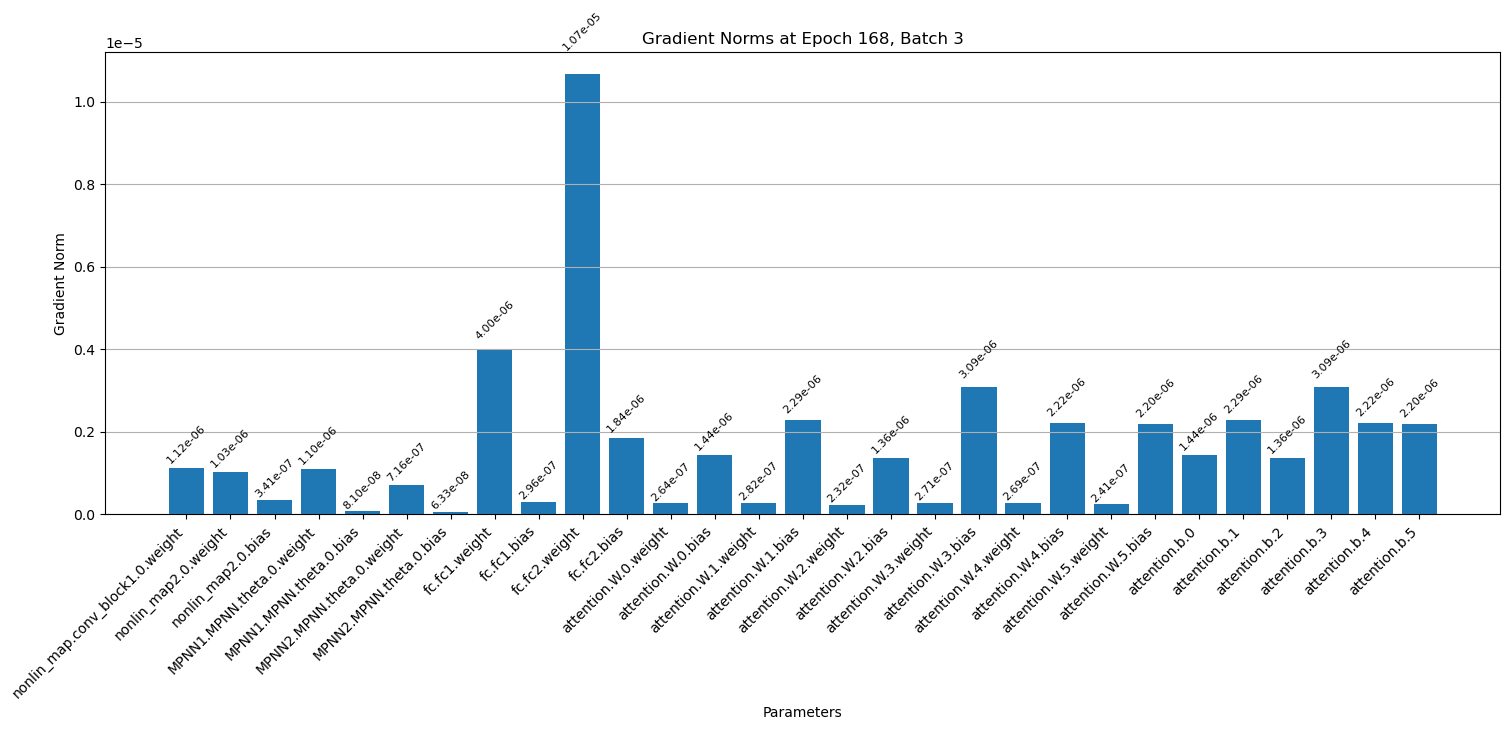 Gradient Norms at Epoch 168, Batch 3
1e−5
Gradient Norm
1.0
0.8
0.6
0.4
0.2
0.0
1.12e-06
1.03e-06
3.41e-07
1.10e-06
8.10e-08
7.16e-07
6.33e-08
4.00e-06
2.96e-07
1.07e-05
1.84e-06
2.64e-07
1.44e-06
2.82e-07
2.29e-06
2.32e-07
1.36e-06
2.71e-07
3.09e-06
2.69e-07
2.22e-06
2.41e-07
2.20e-06
1.44e-06
2.29e-06
1.36e-06
3.09e-06
2.22e-06
2.20e-06
nonlin_map.conv_block1.0.weight
nonlin_map2.0.weight
nonlin_map2.0.bias
MPNN1.MPNN.theta.0.weight
MPNN1.MPNN.theta.0.bias
MPNN2.MPNN.theta.0.weight
MPNN2.MPNN.theta.0.bias
fc.fc1.weight
fc.fc1.bias
fc.fc2.weight
fc.fc2.bias
attention.W.0.weight
attention.W.0.bias
attention.W.1.weight
attention.W.1.bias
attention.W.2.weight
attention.W.2.bias
attention.W.3.weight
attention.W.3.bias
attention.W.4.weight
attention.W.4.bias
attention.W.5.weight
attention.W.5.bias
attention.b.0
attention.b.1
attention.b.2
attention.b.3
attention.b.4
attention.b.5
Parameters